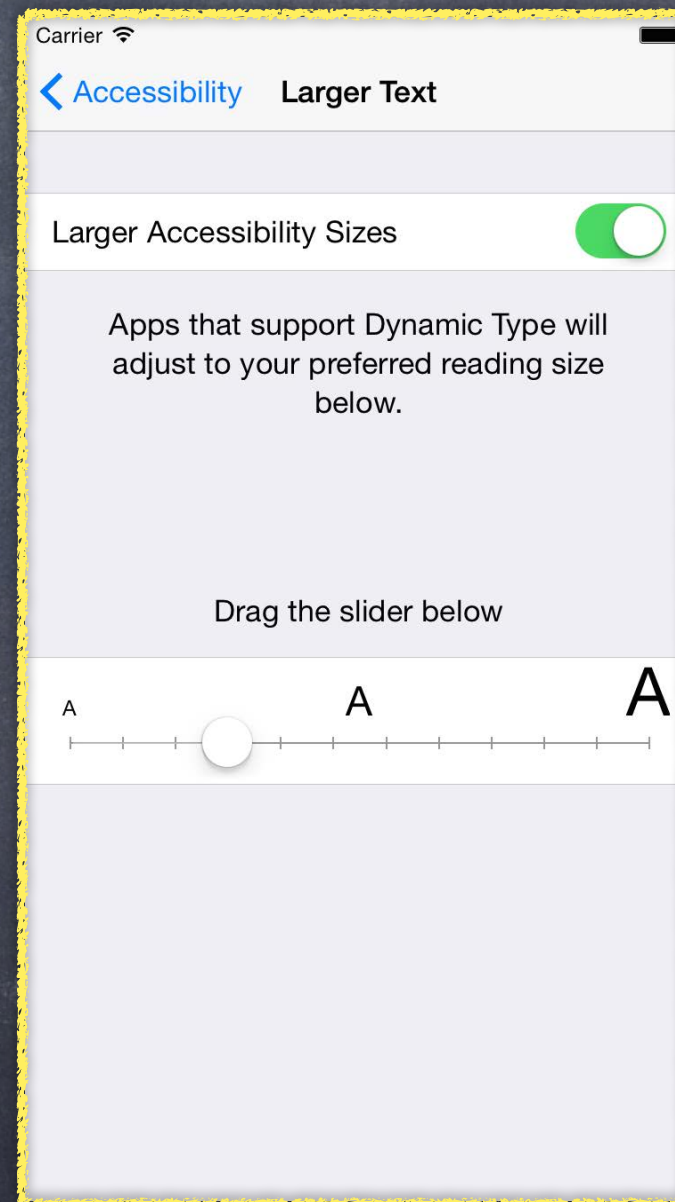 Carrier
Accessibility Larger Text
Larger Accessibility Sizes
Apps that support Dynamic Type will
adjust to your preferred reading size
below.
Drag the slider below
A A A